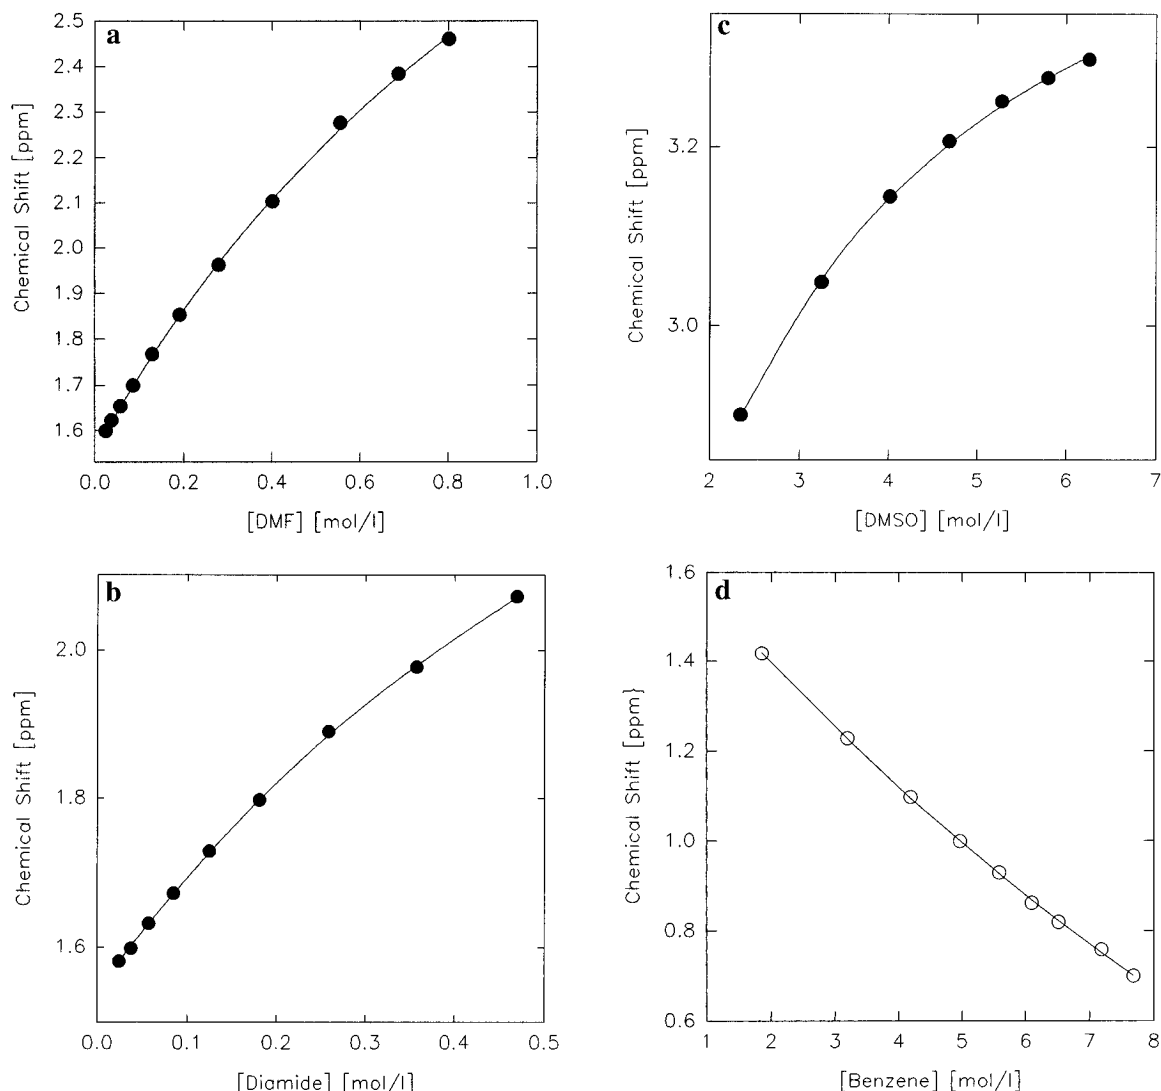 a
2.5
2.4
2.3
2.2
2.1
2.0
1.9
1.8
1.7
1.6
0.0 0.2 0.4 0.6 0.8 1.0
Chemical Shift [ppm]
[DMF] [mol/l]
c
3.2
3.0
2 3 4 5 6 7
Chemical Shift [ppm]
[DMSO] [mol/l]
b
2.0
1.8
1.6
0.0 0.1 0.2 0.3 0.4 0.5
Chemical Shift [ppm]
[Diamide] [mol/l]
d
1.6
1.4
1.2
1.0
0.8
0.6
1 2 3 4 5 6 7 8
Chemical Shift [ppm}
[Benzene] [mol/l]